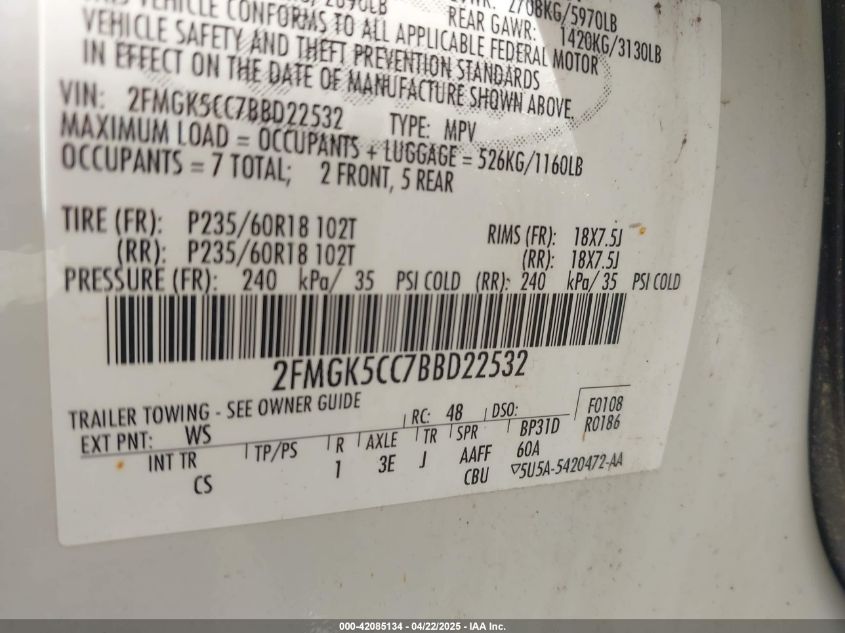 THIS VEHICLE CONFORMS TO ALL APPLICABLE FEDERAL MOTOR
VEHICLE SAFETY AND THEFT PREVENTION STANDARDS
IN EFFECT ON THE DATE OF MANUFACTURE SHOWN ABOVE.
2708KG/5970LB
REAR GAWR: 1420KG/3130LB
VIN: 2FMGK5CC7BBD22532 TYPE: MPV
MAXIMUM LOAD = OCCUPANTS + LUGGAGE = 526KG/1160LB
OCCUPANTS = 7 TOTAL; 2 FRONT, 5 REAR
TIRE (FR): P235/60R18 102T RIMS (FR): 18X7.5J
(RR): P235/60R18 102T (RR): 18X7.5J
PRESSURE (FR): 240 kPa/ 35 PSI COLD (RR): 240 kPa/ 35 PSI COLD
2FMGK5CC7BBD22532
TRAILER TOWING - SEE OWNER GUIDE
EXT PNT: WS RC: 48 DSO: F0108
BP31D R0186
INT TR TP/PS R AXLE TR SPR 60A
CS 1 3E J AAFF
CBU ▽5U5A-5420472-AA
000-42085134 - 04/22/2025 - IAA Inc.